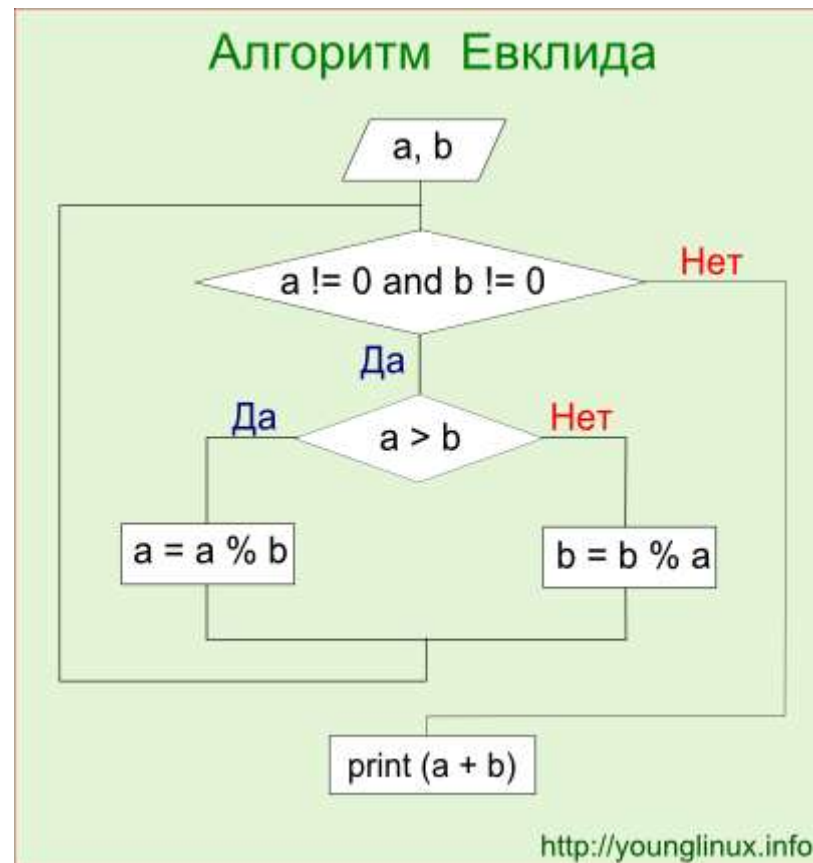 Алгоритм Евклида
a, b
a != 0 and b != 0
Нет
Да
Да
a > b
Нет
a = a % b
b = b % a
print (a + b)
http://younglinux.info